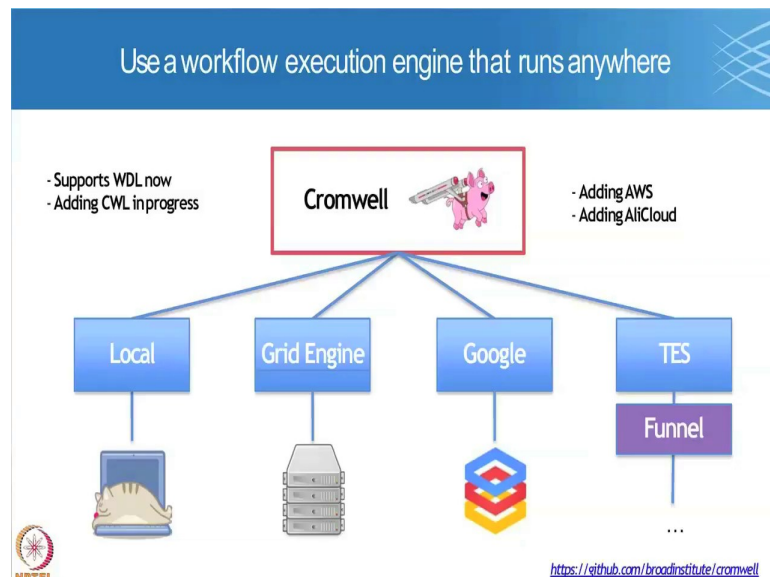 Use a workflow execution engine that runs anywhere
- Supports WDL now
- Adding CWL in progress
Cromwell
- Adding AWS
- Adding AliCloud
Local
Grid Engine
Google
TES
Funnel
...
https://github.com/broadinstitute/cromwell
NPTEL